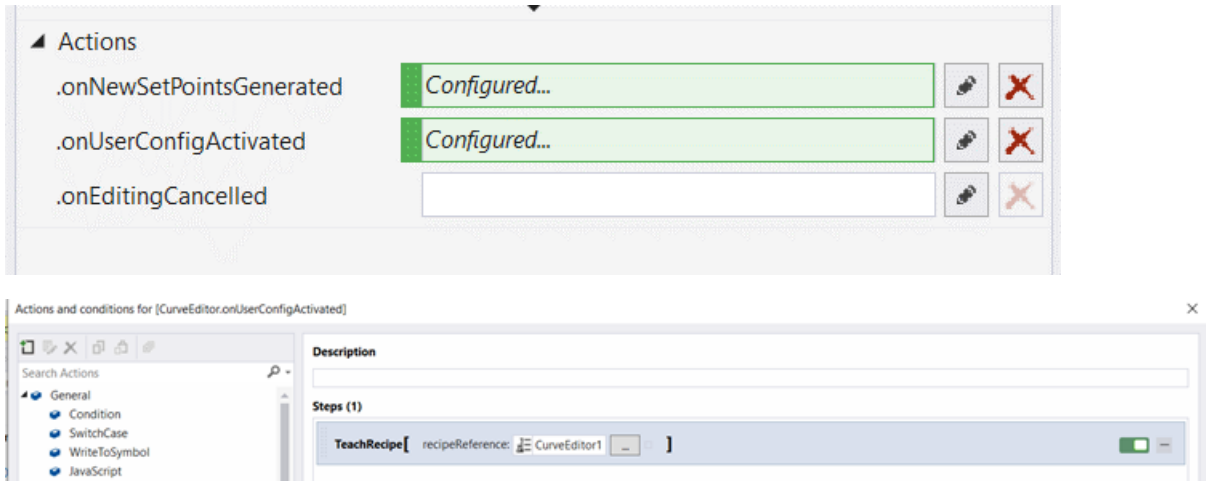 Actions
.onNewSetPointsGenerated Configured...
.onUserConfigActivated Configured...
.onEditingCancelled
Actions and conditions for [CurveEditor.onUserConfigActivated]
Description
Search Actions
General
Condition
SwitchCase
WriteToSymbol
JavaScript
Steps (1)
TeachRecipe[ recipeReference: CurveEditor1 ... ]